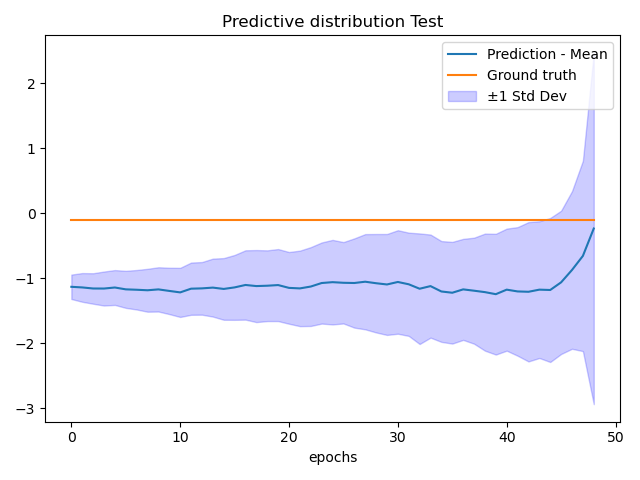 Predictive distribution Test
Prediction - Mean
Ground truth
±1 Std Dev
2
1
0
−1
−2
−3
0 10 20 30 40 50
epochs